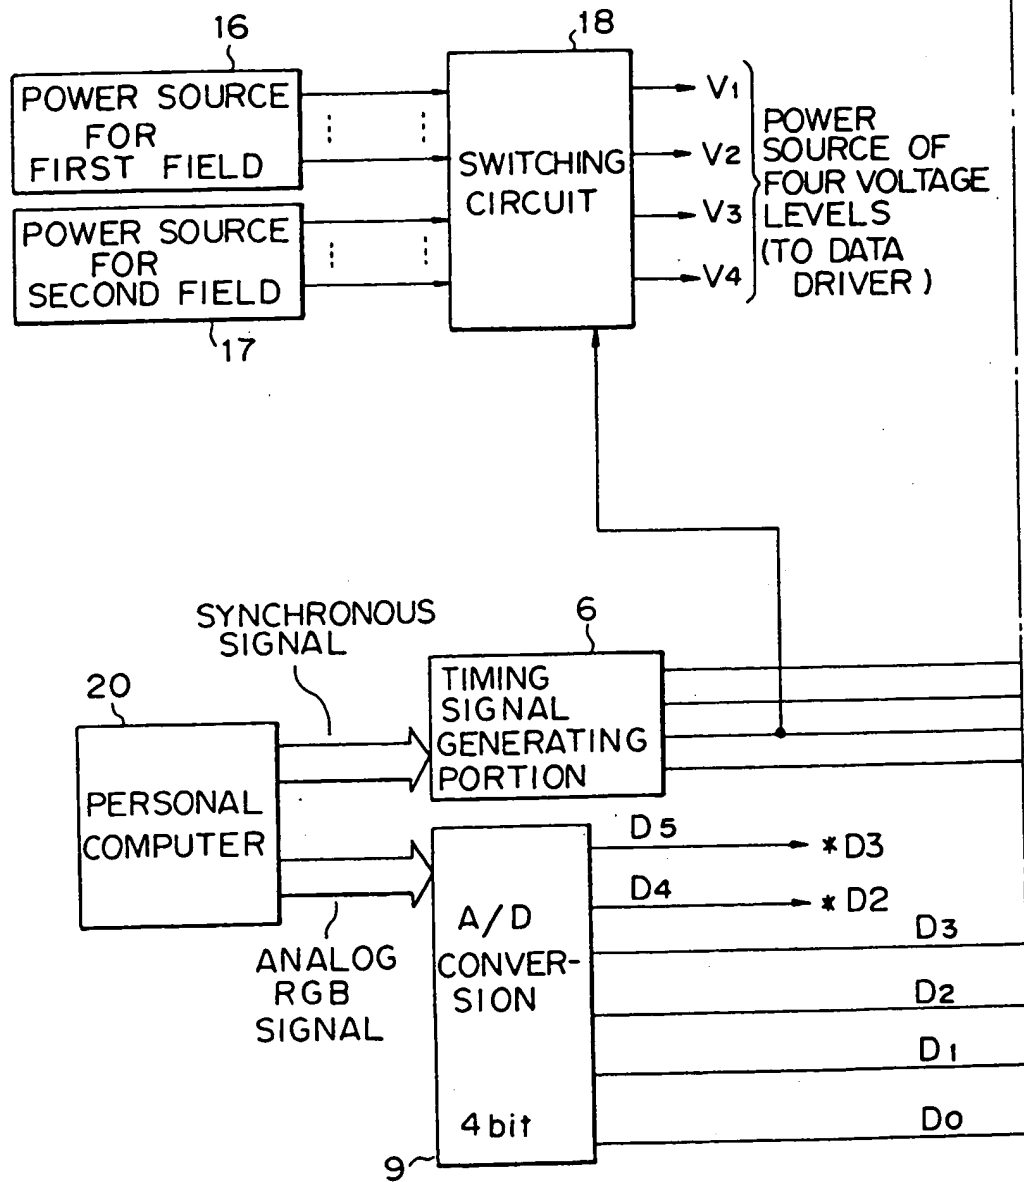 16
POWER SOURCE
FOR
FIRST FIELD
POWER SOURCE
FOR
SECOND FIELD
17
18
SWITCHING
CIRCUIT
V1
V2
V3
V4
POWER
SOURCE OF
FOUR VOLTAGE
LEVELS
(TO DATA
DRIVER)
SYNCHRONOUS
SIGNAL
20
PERSONAL
COMPUTER
ANALOG
RGB
SIGNAL
6
TIMING
SIGNAL
GENERATING
PORTION
A/D
CONVER-
SION
4 bit
9
D5
*D3
D4
*D2
D3
D2
D1
D0